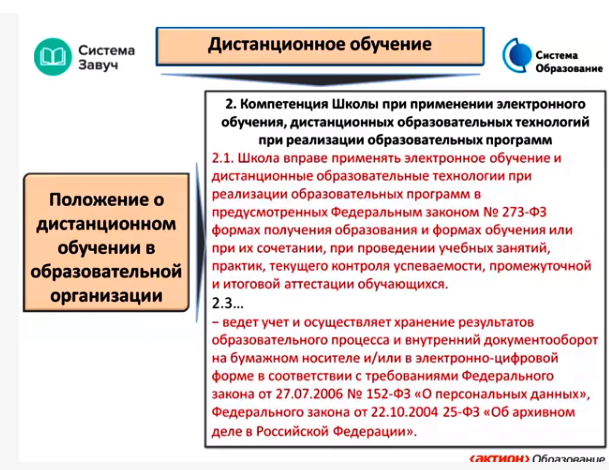 Система
Завуч
Дистанционное обучение
Система
Образование
2. Компетенция Школы при применении электронного
обучения, дистанционных образовательных технологий
при реализации образовательных программ
2.1. Школа вправе применять электронное обучение и
дистанционные образовательные технологии при
реализации образовательных программ в
предусмотренных Федеральным законом № 273-ФЗ
формах получения образования и формах обучения или
при их сочетании, при проведении учебных занятий,
практик, текущего контроля успеваемости, промежуточной
и итоговой аттестации обучающихся.
2.3...
– ведет учет и осуществляет хранение результатов
образовательного процесса и внутренний документооборот
на бумажном носителе и/или в электронно-цифровой
форме в соответствии с требованиями Федерального
закона от 27.07.2006 № 152-ФЗ «О персональных данных»,
Федерального закона от 22.10.2004 25-ФЗ «Об архивном
деле в Российской Федерации».
Положение о
дистанционном
обучении в
образовательной
организации
‹актион› Образование